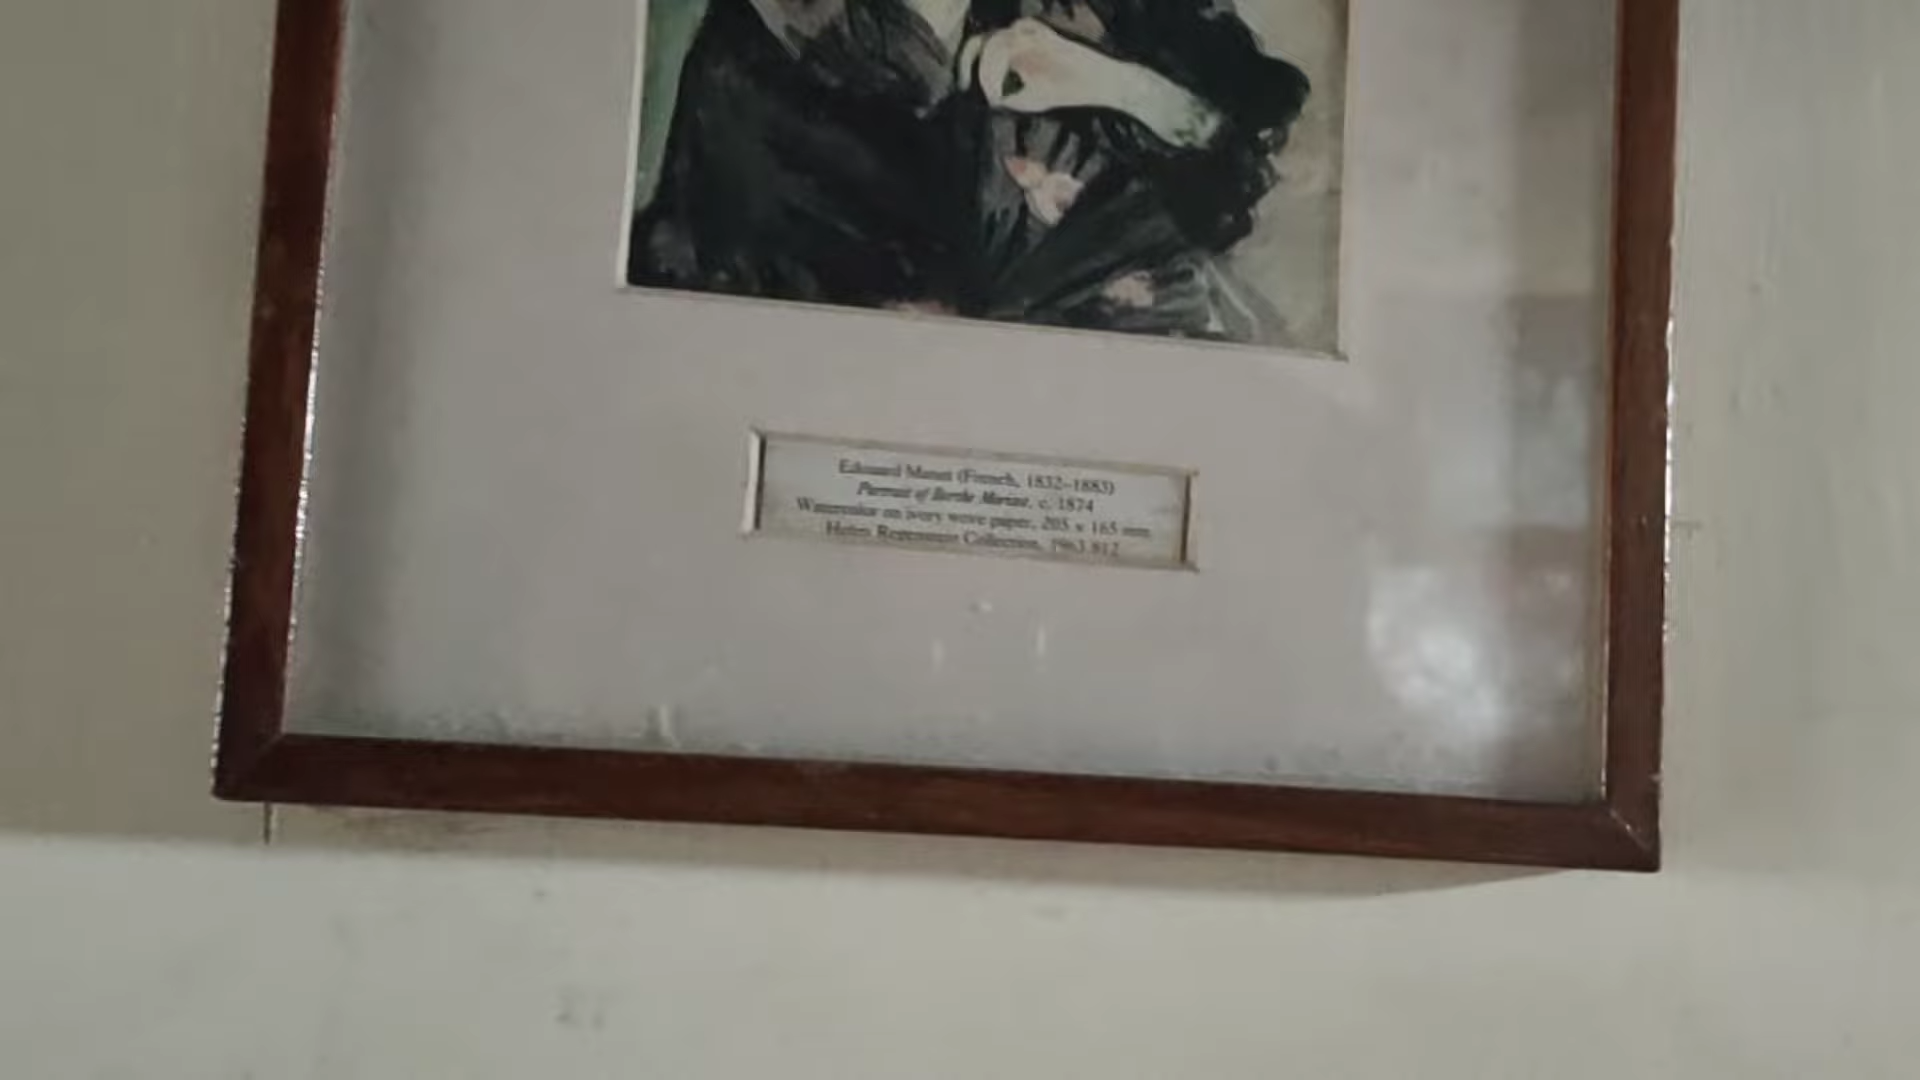 Edouard Manet (French, 1832–1883)
Portrait of Berthe Morisot, c. 1874
Watercolor on ivory wove paper, 205 x 165 mm
Helen Regenstein Collection, 1963.812